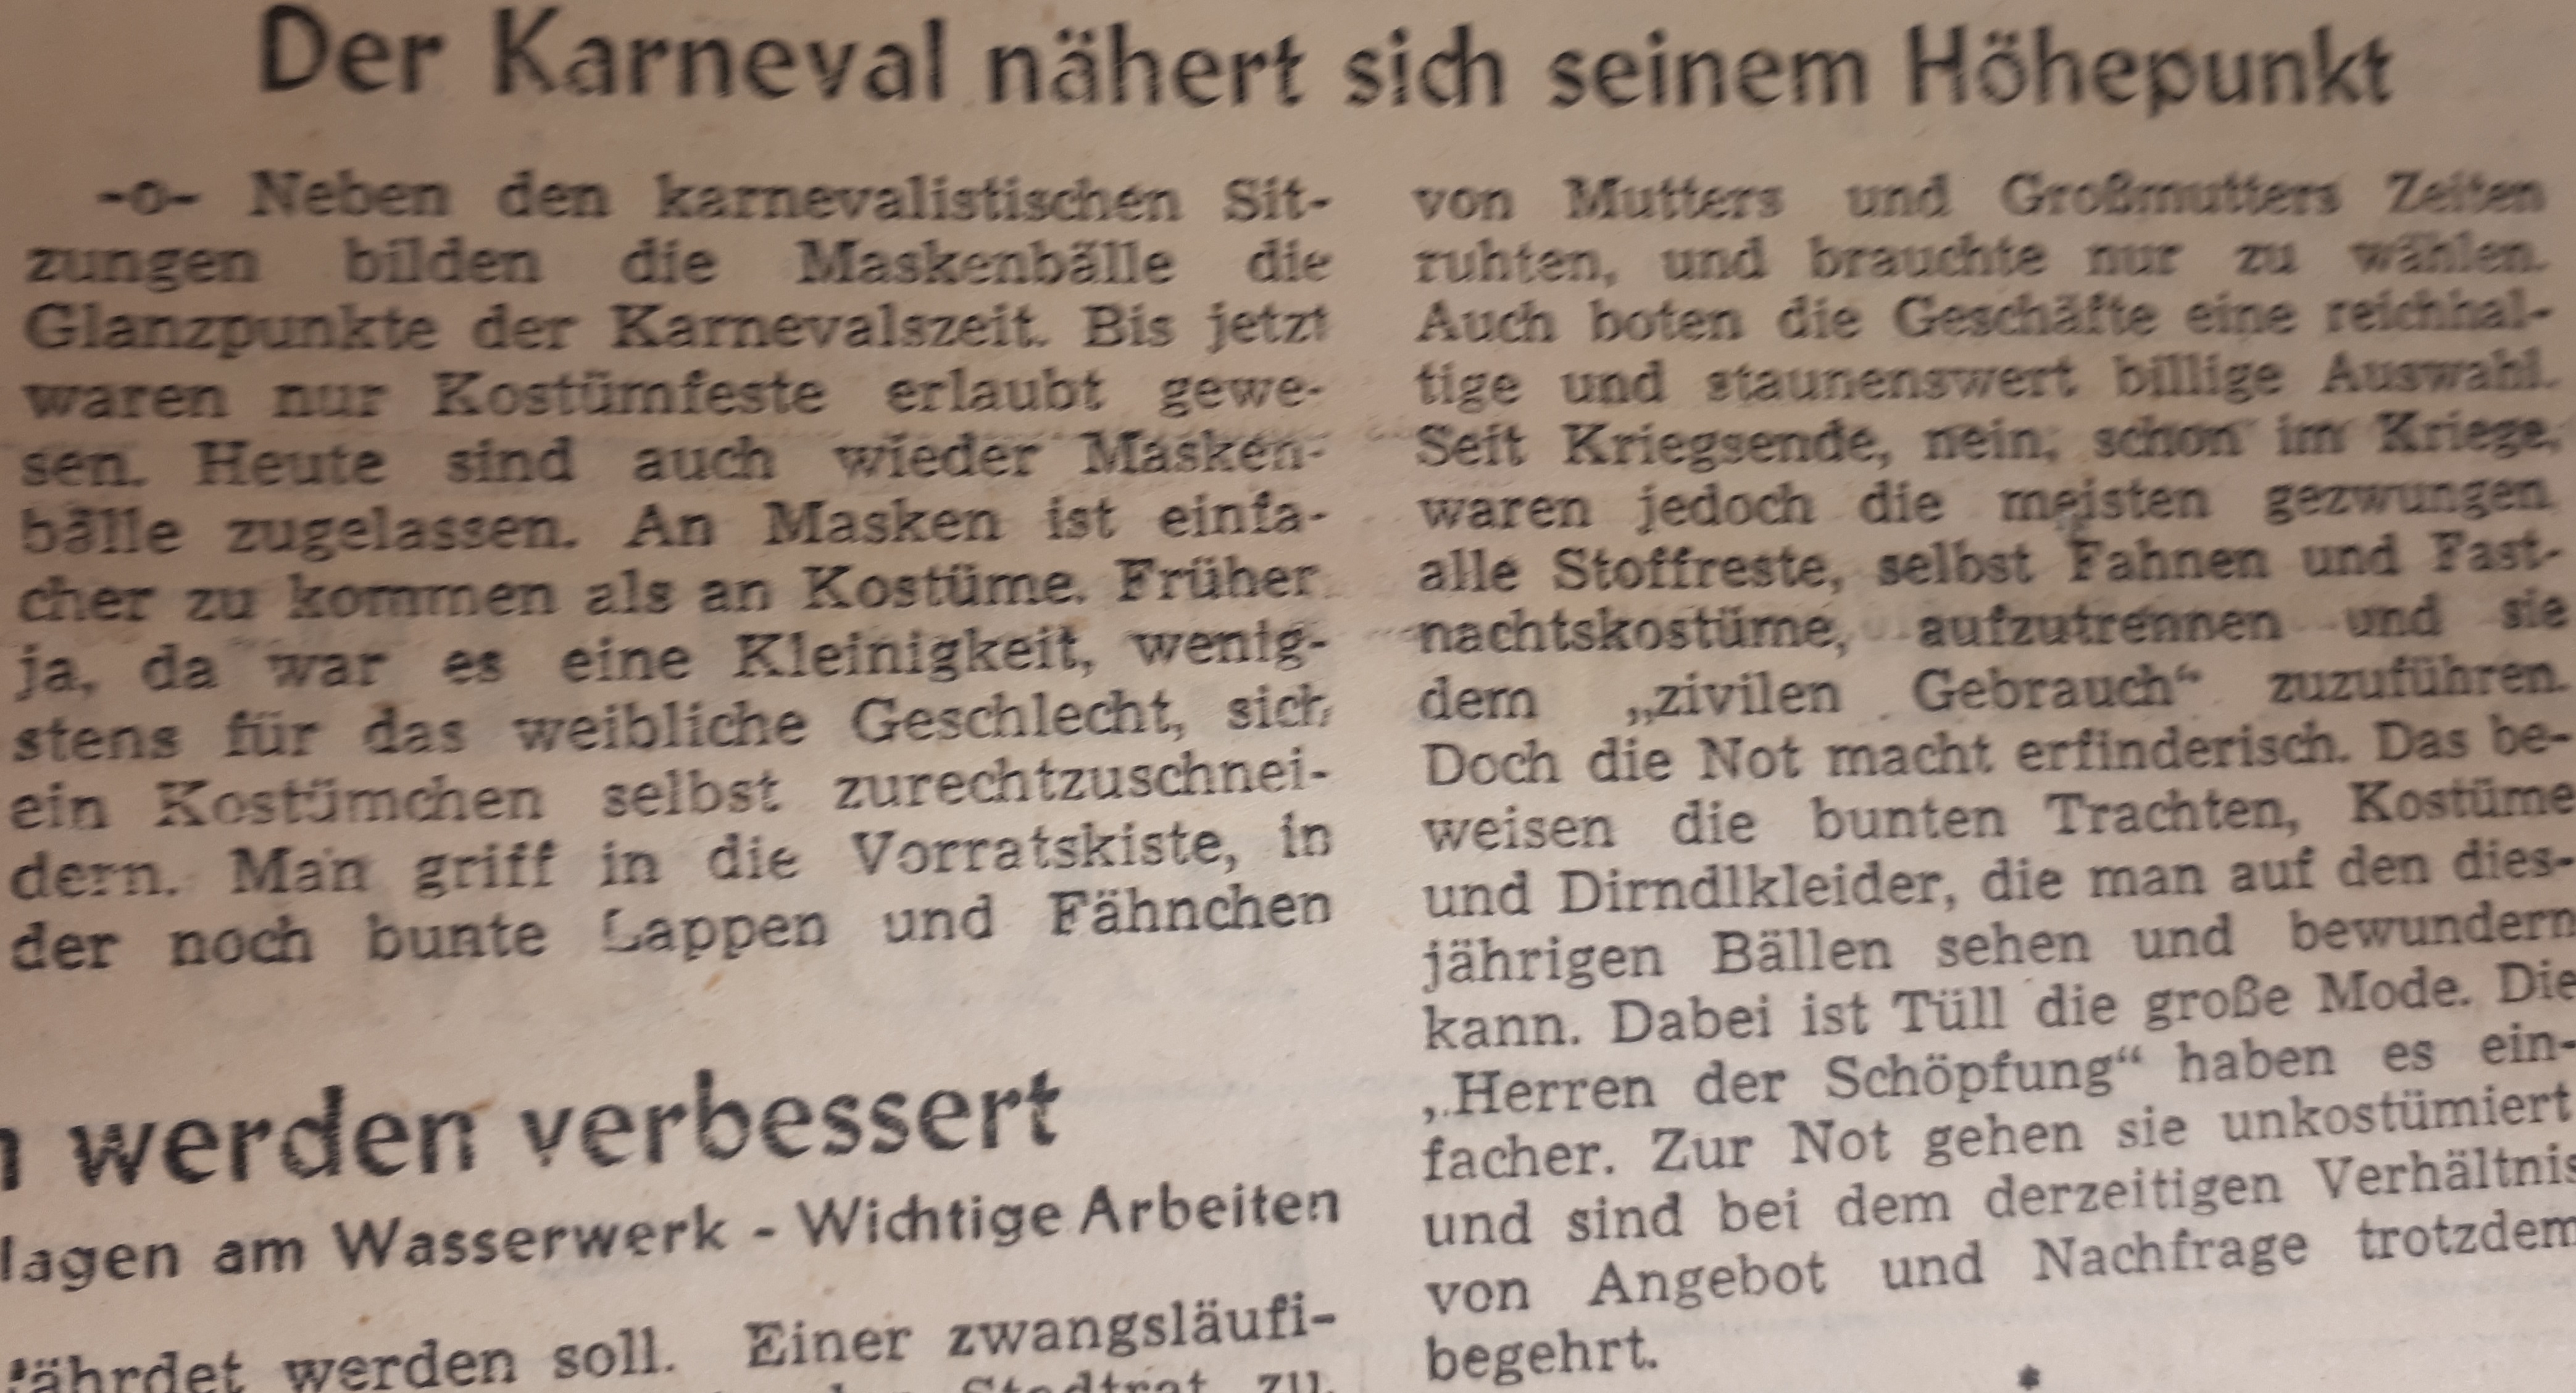 Der Karneval nähert sich seinem Höhepunkt
-o- Neben den karnevalistischen Sit-
zungen bilden die Maskenbälle die
Glanzpunkte der Karnevalszeit. Bis jetzt
waren nur Kostümfeste erlaubt gewe-
sen. Heute sind auch wieder Masken-
bälle zugelassen. An Masken ist einfa-
cher zu kommen als an Kostüme. Früher
ja, da war es eine Kleinigkeit, wenig-
stens für das weibliche Geschlecht, sich
ein Kostümchen selbst zurechtzuschnei-
dern. Man griff in die Vorratskiste, in
der noch bunte Lappen und Fähnchen
von Mutters und Großmutters Zeiten
ruhten, und brauchte nur zu wählen.
Auch boten die Geschäfte eine reichhal-
tige und staunenswert billige Auswahl.
Seit Kriegsende, nein, schon im Kriege,
waren jedoch die meisten gezwungen
alle Stoffreste, selbst Fahnen und Fast-
nachtskostüme, aufzutrennen und sie
dem „zivilen Gebrauch“ zuzuführen.
Doch die Not macht erfinderisch. Das be-
weisen die bunten Trachten, Kostüme
und Dirndlkleider, die man auf den dies-
jährigen Bällen sehen und bewundern
kann. Dabei ist Tüll die große Mode. Die
„Herren der Schöpfung“ haben es ein-
facher. Zur Not gehen sie unkostümiert
und sind bei dem derzeitigen Verhältnis
von Angebot und Nachfrage trotzdem
begehrt.
*
n werden verbessert
lagen am Wasserwerk - Wichtige Arbeiten
fährdet werden soll. Einer zwangsläufi-
Stadtrat zu